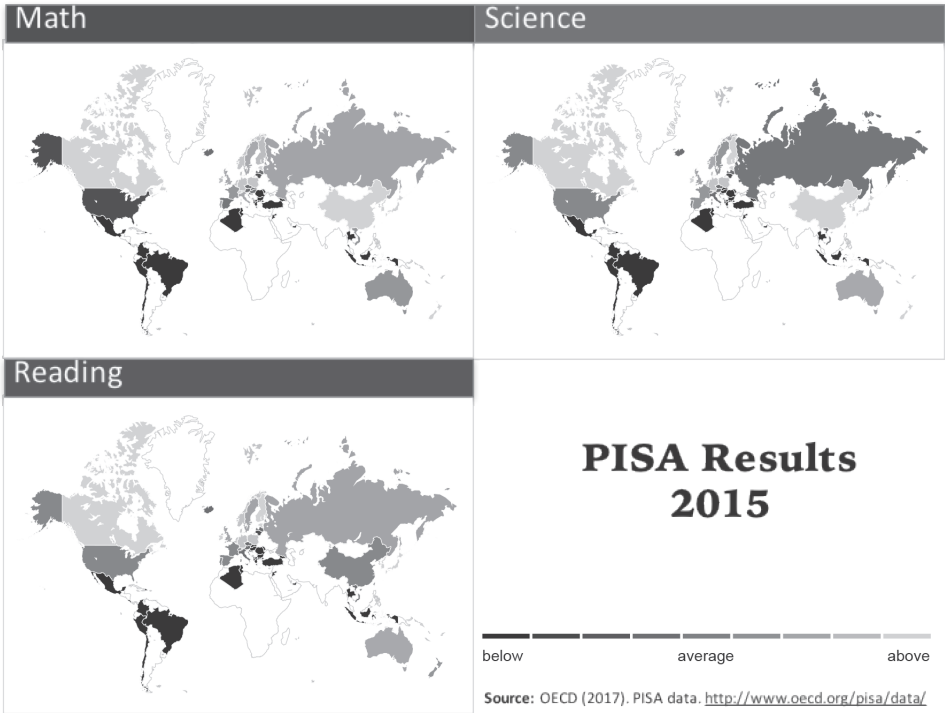 Math
Science
Reading
PISA Results
2015
below average above
Source: OECD (2017). PISA data. http://www.oecd.org/pisa/data/